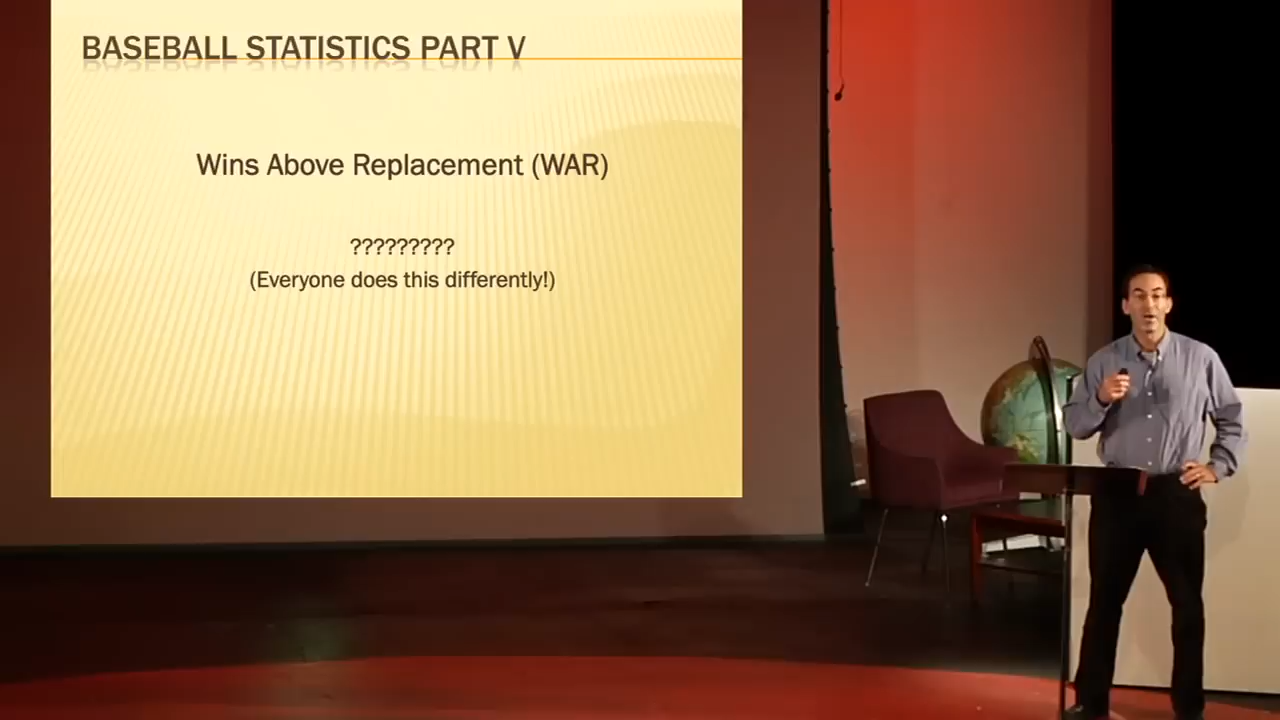 BASEBALL STATISTICS PART V
Wins Above Replacement (WAR)
?????????
(Everyone does this differently!)